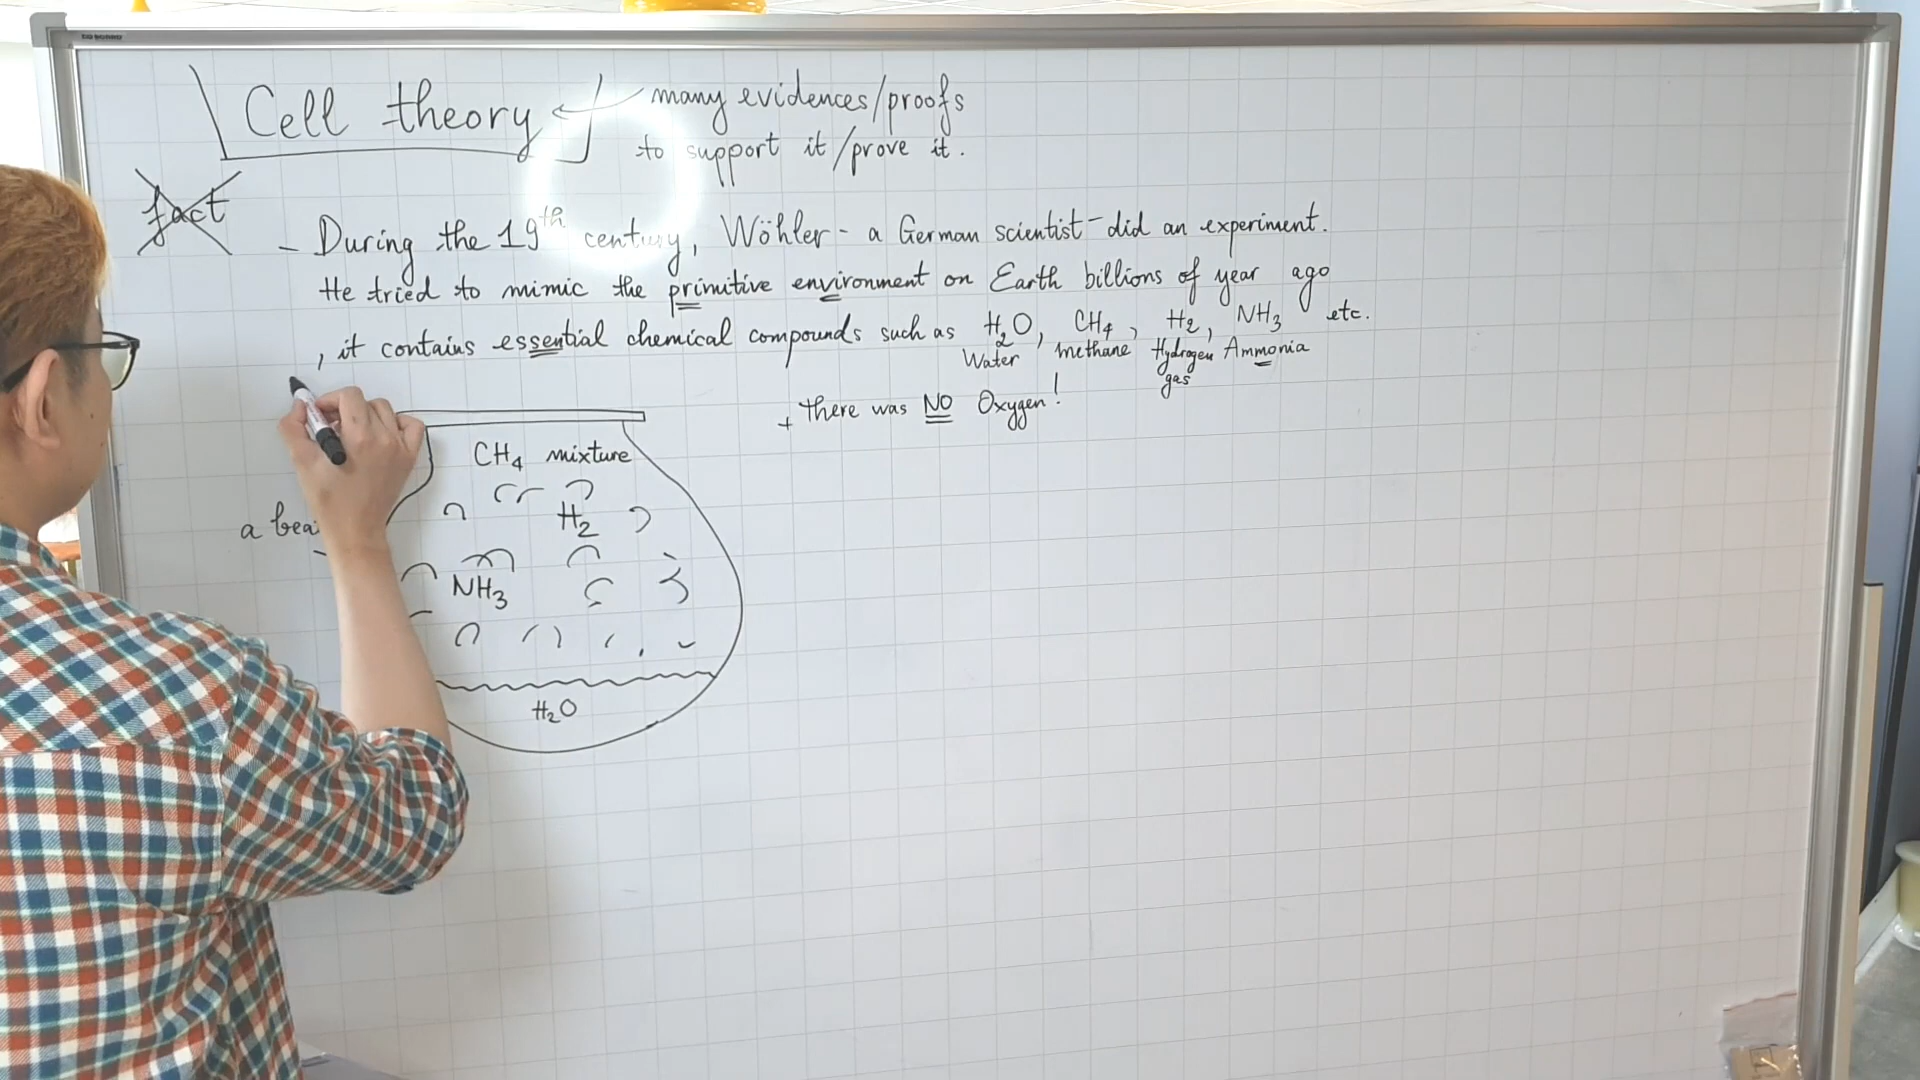 Cell theory
many evidences/proofs
to support it/prove it.
fact
- During the 19th century, Wöhler - a German scientist - did an experiment.
He tried to mimic the primitive environment on Earth billions of year ago
, it contains essential chemical compounds such as H2O, CH4, H2, NH3 etc.
Water methane Hydrogen gas Ammonia
+ there was NO Oxygen!
CH4 mixture
H2
a bea
NH3
H2O